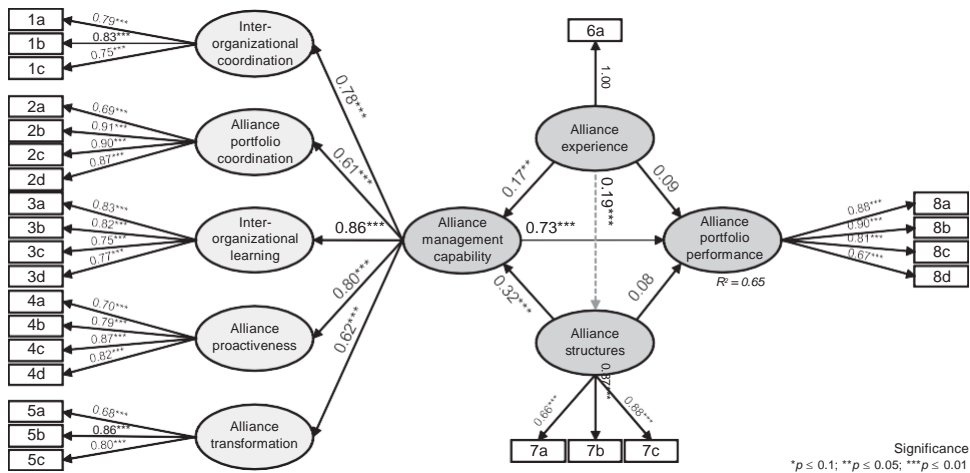 1a
1b
1c
0.79***
0.83***
0.75***
Inter-
organizational
coordination
2a
2b
2c
2d
0.69***
0.91***
0.90***
0.87***
Alliance
portfolio
coordination
3a
3b
3c
3d
0.83***
0.82***
0.75***
0.77***
Inter-
organizational
learning
4a
4b
4c
4d
0.70***
0.79***
0.87***
0.82***
Alliance
proactiveness
5a
5b
5c
0.68***
0.86***
0.80***
Alliance
transformation
0.78***
0.61***
0.86***
0.80***
0.62***
Alliance
management
capability
6a
1.00
Alliance
experience
0.17**
0.19***
0.09
0.73***
0.32***
0.08
Alliance
structures
0.66***
0.87***
0.88***
7a
7b
7c
Alliance
portfolio
performance
R² = 0.65
0.88***
0.90***
0.81***
0.67***
8a
8b
8c
8d
Significance
*p ≤ 0.1; **p ≤ 0.05; ***p ≤ 0.01